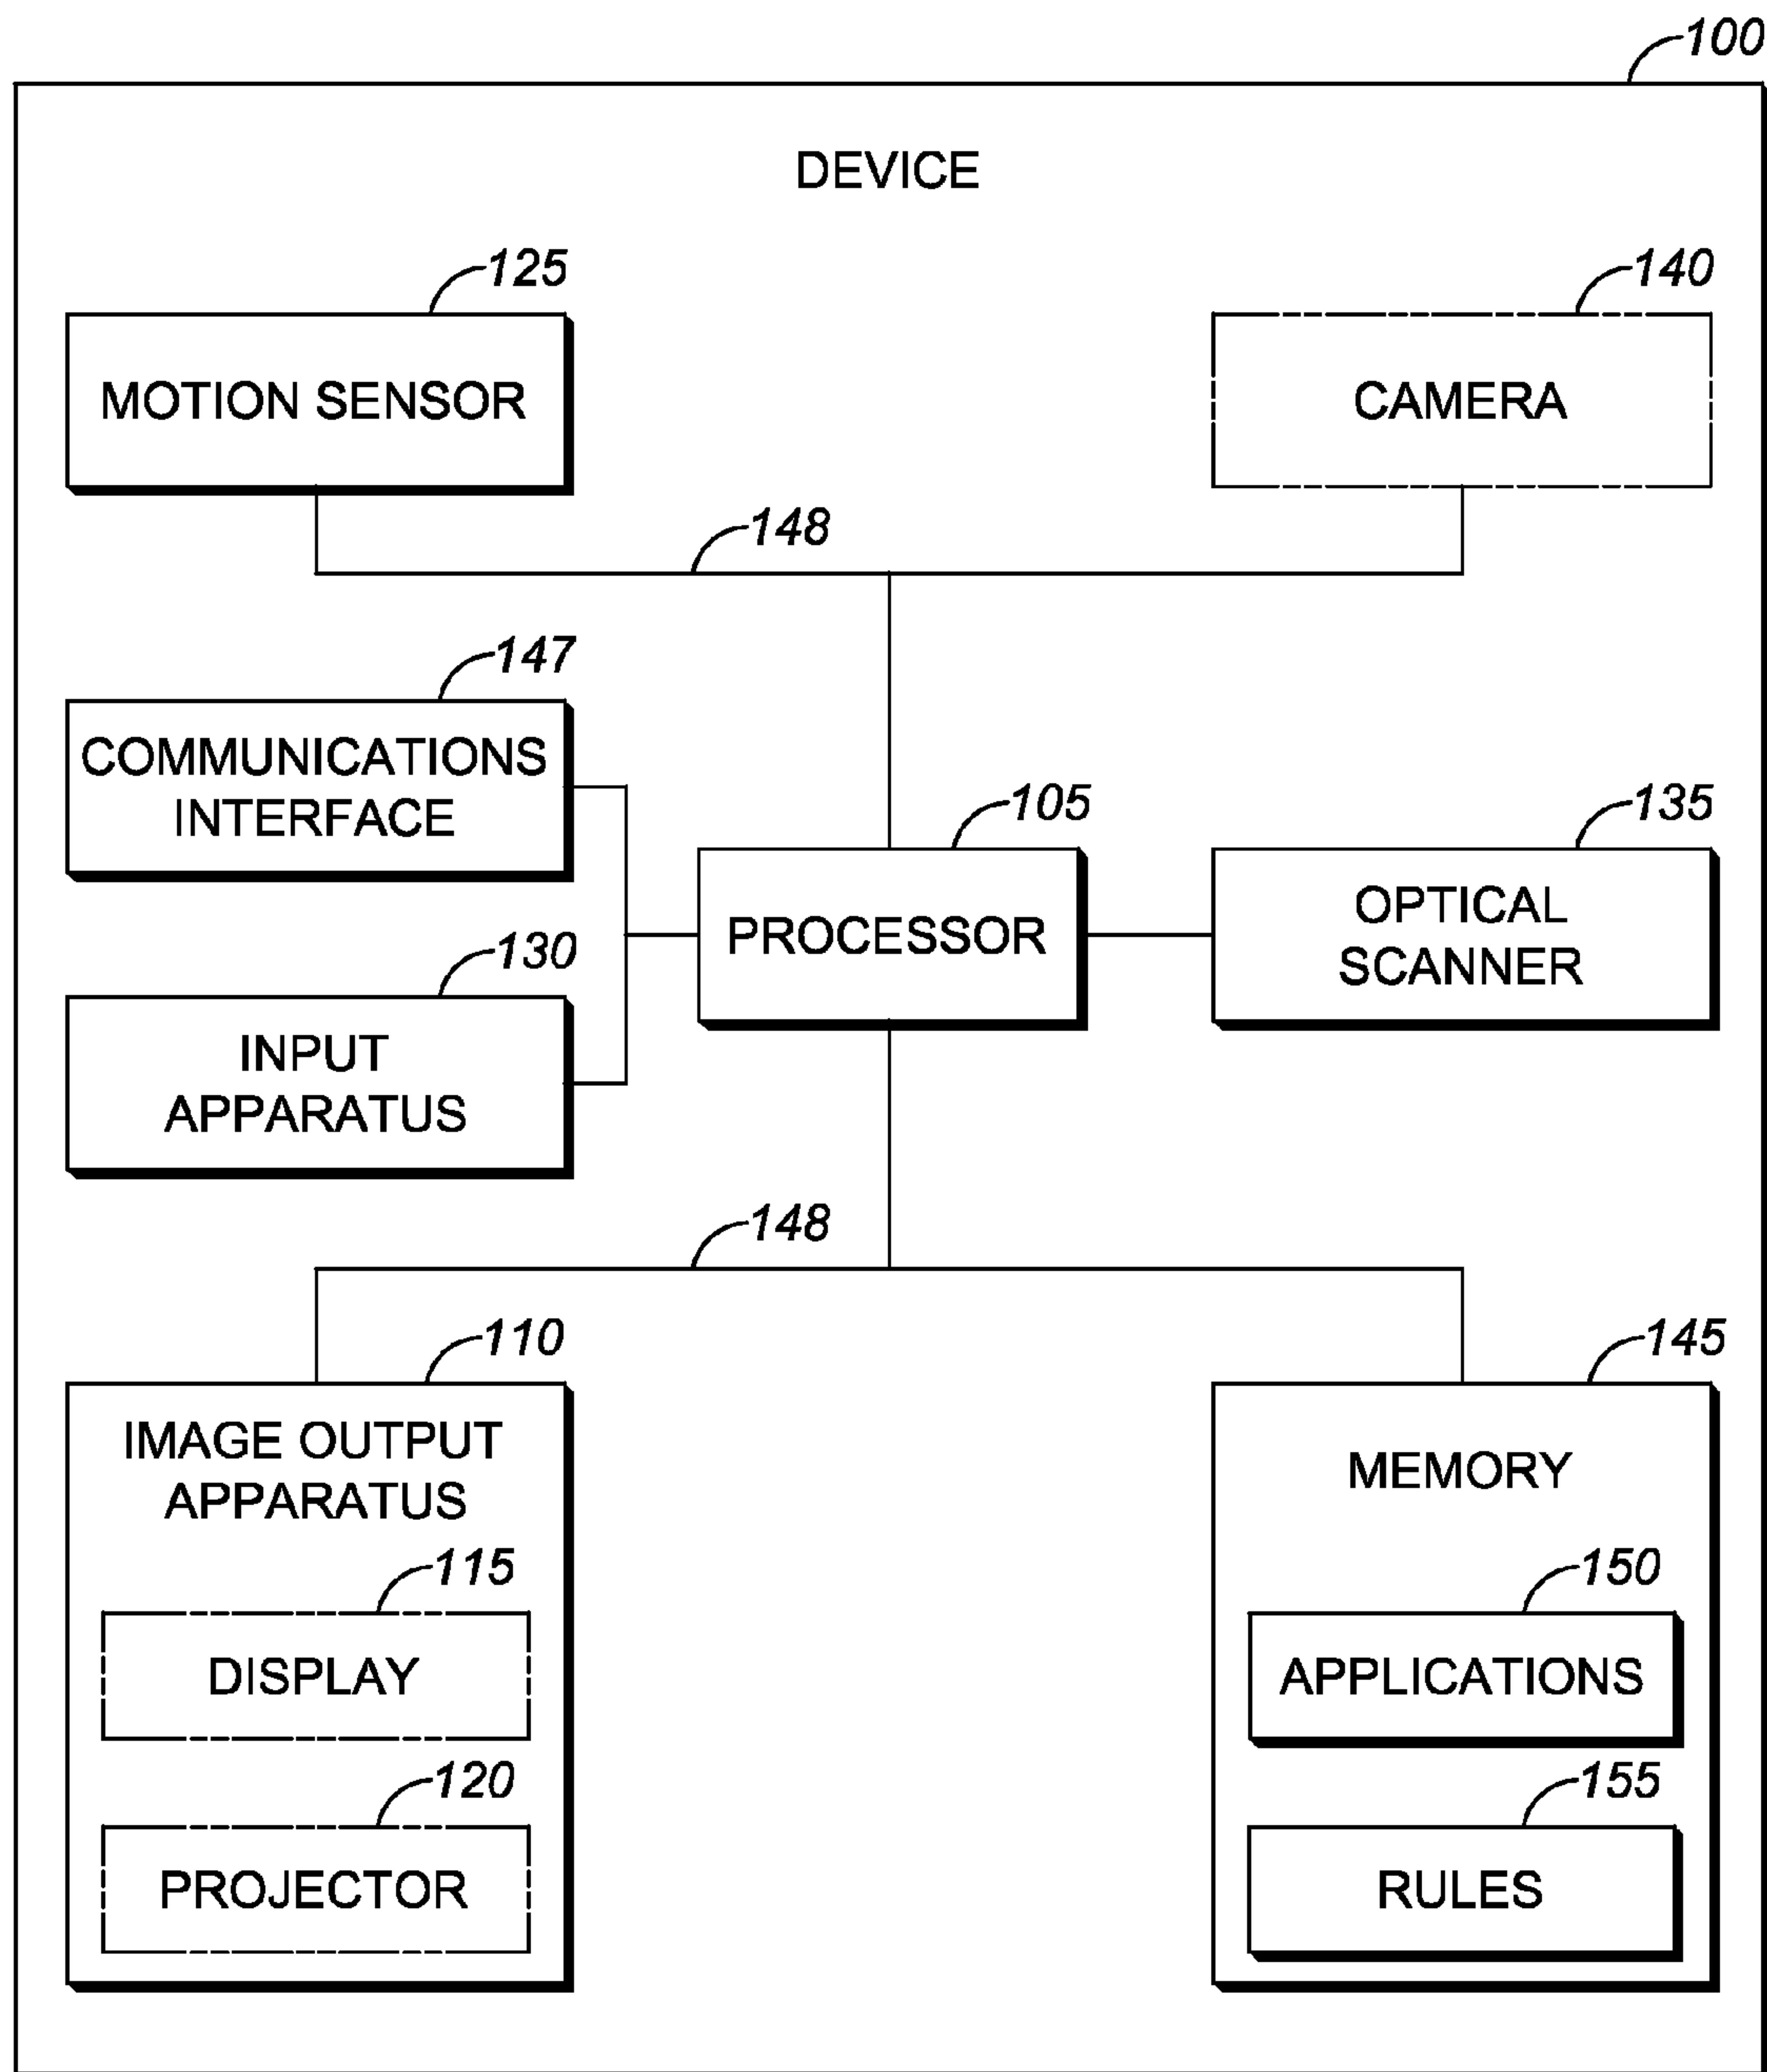 100
DEVICE
125
MOTION SENSOR
140
CAMERA
148
147
COMMUNICATIONS
INTERFACE
105
PROCESSOR
135
OPTICAL
SCANNER
130
INPUT
APPARATUS
148
110
IMAGE OUTPUT
APPARATUS
115
DISPLAY
120
PROJECTOR
145
MEMORY
150
APPLICATIONS
155
RULES